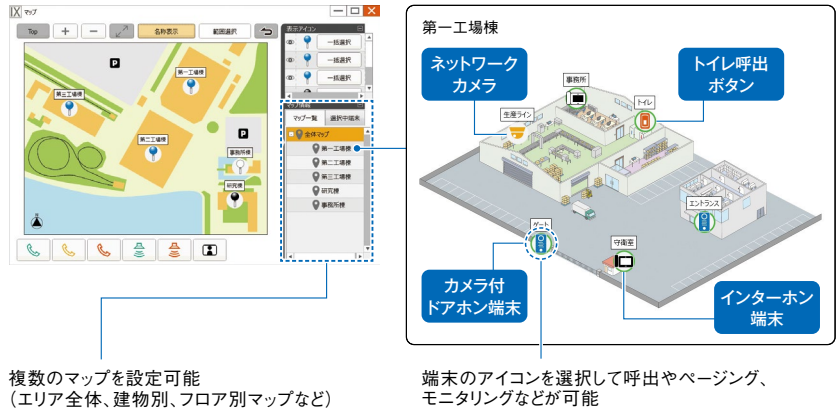 マップ
Top
名称表示
範囲選択
P
第一工場棟
第三工場棟
第二工場棟
P
事務所棟
研究棟
表示アイコン
一括選択
一括選択
一括選択
マップ情報
マップ一覧
選択中端末
全体マップ
第一工場棟
第二工場棟
第三工場棟
研究棟
事務所棟
第一工場棟
ネットワーク
カメラ
トイレ呼出
ボタン
事務所
トイレ
生産ライン
エントランス
ゲート
守衛室
カメラ付
ドアホン端末
インターホン
端末
複数のマップを設定可能
（エリア全体、建物別、フロア別マップなど）
端末のアイコンを選択して呼出やページング、
モニタリングなどが可能